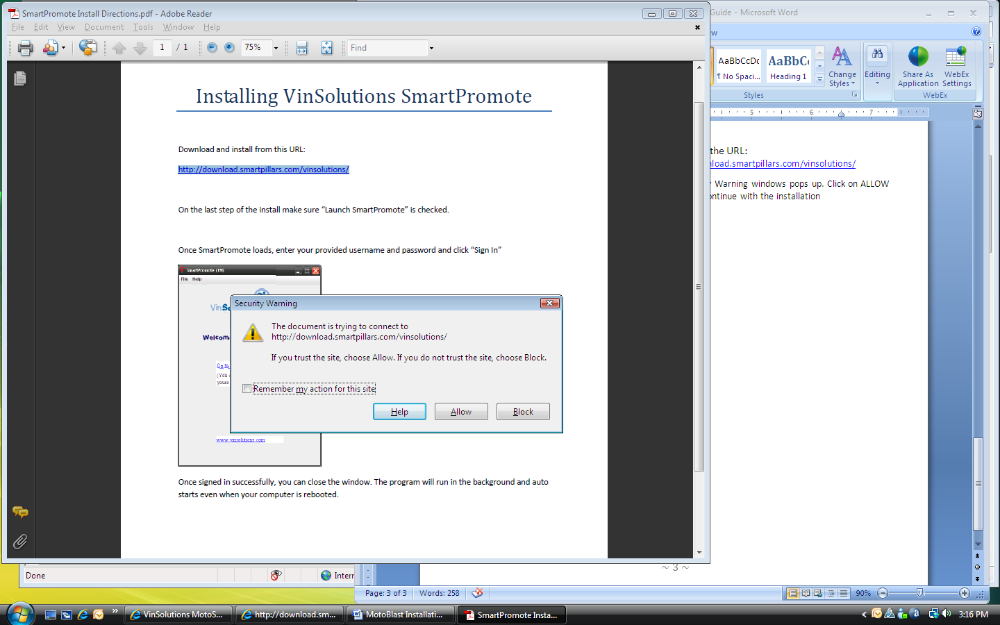 SmartPromote Install Directions.pdf - Adobe Reader
File Edit View Document Tools Window Help
1 / 1 75% Find
Installing VinSolutions SmartPromote
Download and install from this URL:
http://download.smartpillars.com/vinsolutions/
On the last step of the install make sure “Launch SmartPromote” is checked.
Once SmartPromote loads, enter your provided username and password and click “Sign In”
SmartPromote (TM)
File Help
Welcome
Security Warning
The document is trying to connect to
http://download.smartpillars.com/vinsolutions/
If you trust the site, choose Allow. If you do not trust the site, choose Block.
Remember my action for this site
Help Allow Block
www.vinsolutions.com
Once signed in successfully, you can close the window. The program will run in the background and auto
starts even when your computer is rebooted.
Guide - Microsoft Word
AaBbCcDc AaBbCc
¶ No Spaci... Heading 1
Change Styles
Editing
Share As Application
WebEx Settings
Styles WebEx
5 6 7
the URL:
load.smartpillars.com/vinsolutions/
Warning windows pops up. Click on ALLOW
ontinue with the installation
~ 3 ~
Done
Intern
Page: 3 of 3 Words: 258 90%
VinSolutions MotoS... http://download.sm... MotoBlast Installati... SmartPromote Insta... 3:16 PM